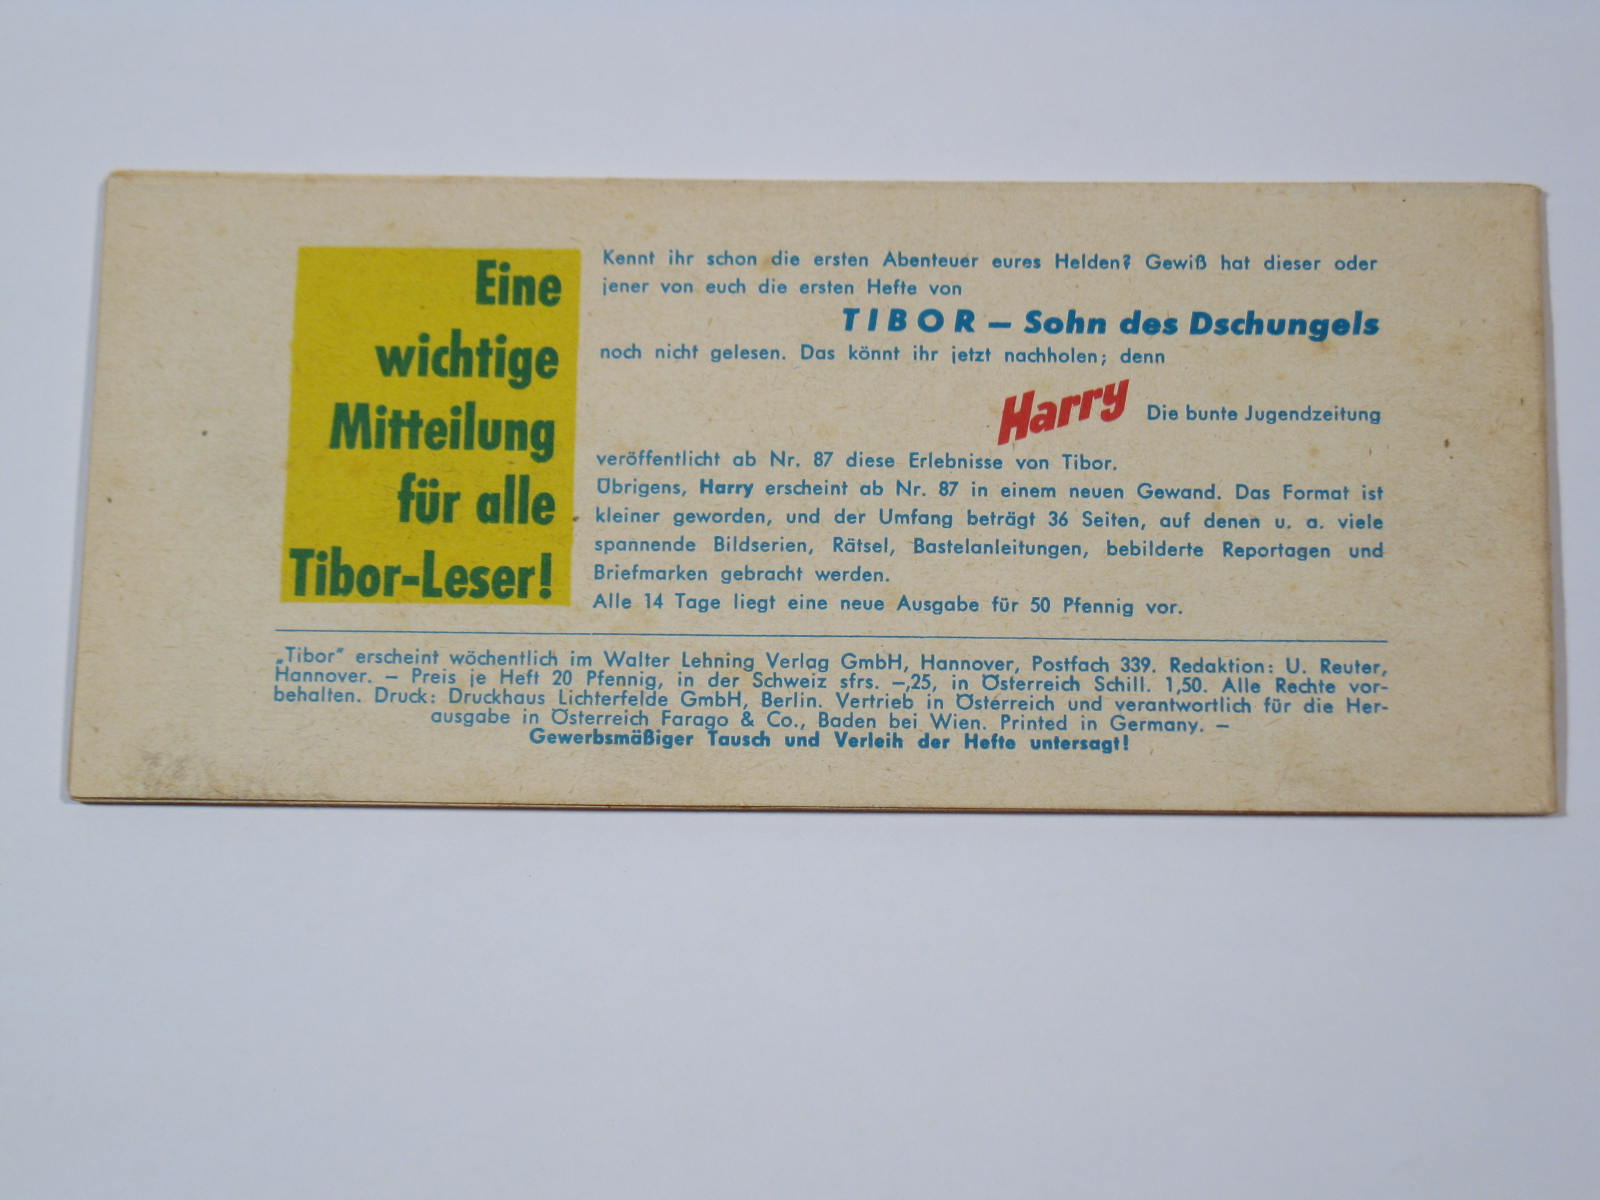 Eine
wichtige
Mitteilung
für alle
Tibor-Leser!
Kennt ihr schon die ersten Abenteuer eures Helden? Gewiß hat dieser oder
jener von euch die ersten Hefte von
TIBOR — Sohn des Dschungels
noch nicht gelesen. Das könnt ihr jetzt nachholen; denn
Harry Die bunte Jugendzeitung
veröffentlicht ab Nr. 87 diese Erlebnisse von Tibor.
Übrigens, Harry erscheint ab Nr. 87 in einem neuen Gewand. Das Format ist
kleiner geworden, und der Umfang beträgt 36 Seiten, auf denen u. a. viele
spannende Bildserien, Rätsel, Bastelanleitungen, bebilderte Reportagen und
Briefmarken gebracht werden.
Alle 14 Tage liegt eine neue Ausgabe für 50 Pfennig vor.
„Tibor" erscheint wöchentlich im Walter Lehning Verlag GmbH, Hannover, Postfach 339. Redaktion: U. Reuter,
Hannover. — Preis je Heft 20 Pfennig, in der Schweiz sfrs. —,25, in Österreich Schill. 1,50. Alle Rechte vor-
behalten. Druck: Druckhaus Lichterfelde GmbH, Berlin. Vertrieb in Österreich und verantwortlich für die Her-
ausgabe in Österreich Farago & Co., Baden bei Wien. Printed in Germany. —
Gewerbsmäßiger Tausch und Verleih der Hefte untersagt!